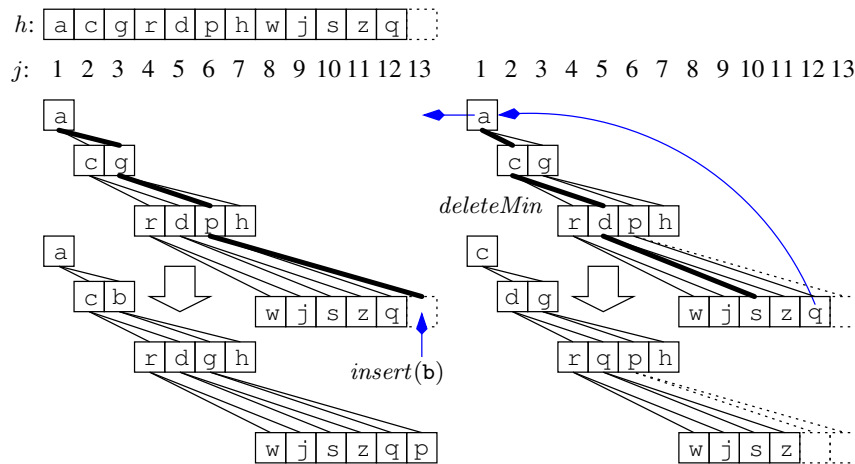 h: a c g r d p h w j s z q
j: 1 2 3 4 5 6 7 8 9 10 11 12 13 1 2 3 4 5 6 7 8 9 10 11 12 13
a a
c g c g
deleteMin
r d p h r d p h
a c
c b d g
w j s z q w j s z q
r d g h r q p h
insert(b)
w j s z q p w j s z